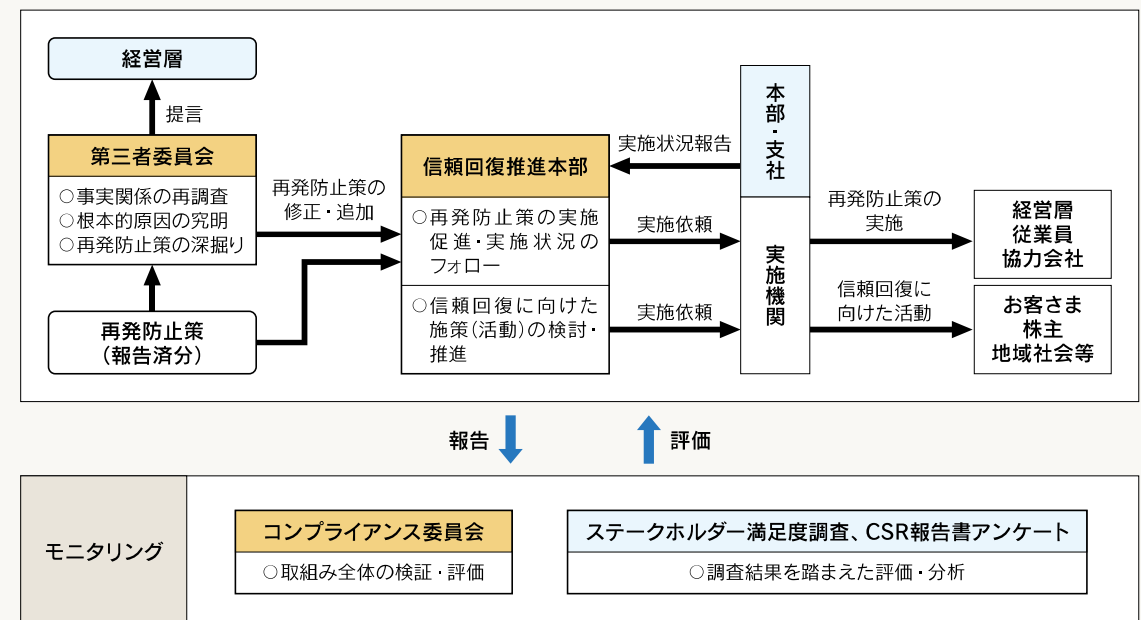 経営層
提言
第三者委員会
○事実関係の再調査
○根本的原因の究明
○再発防止策の深掘り
再発防止策
(報告済分)
再発防止策の
修正・追加
信頼回復推進本部
○再発防止策の実施
促進・実施状況の
フォロー
○信頼回復に向けた
施策(活動)の検討・
推進
実施状況報告
実施依頼
実施依頼
本部・支社
実施機関
再発防止策の
実施
信頼回復に
向けた活動
経営層
従業員
協力会社
お客さま
株主
地域社会等
報告
評価
モニタリング
コンプライアンス委員会
○取組み全体の検証・評価
ステークホルダー満足度調査、CSR報告書アンケート
○調査結果を踏まえた評価・分析